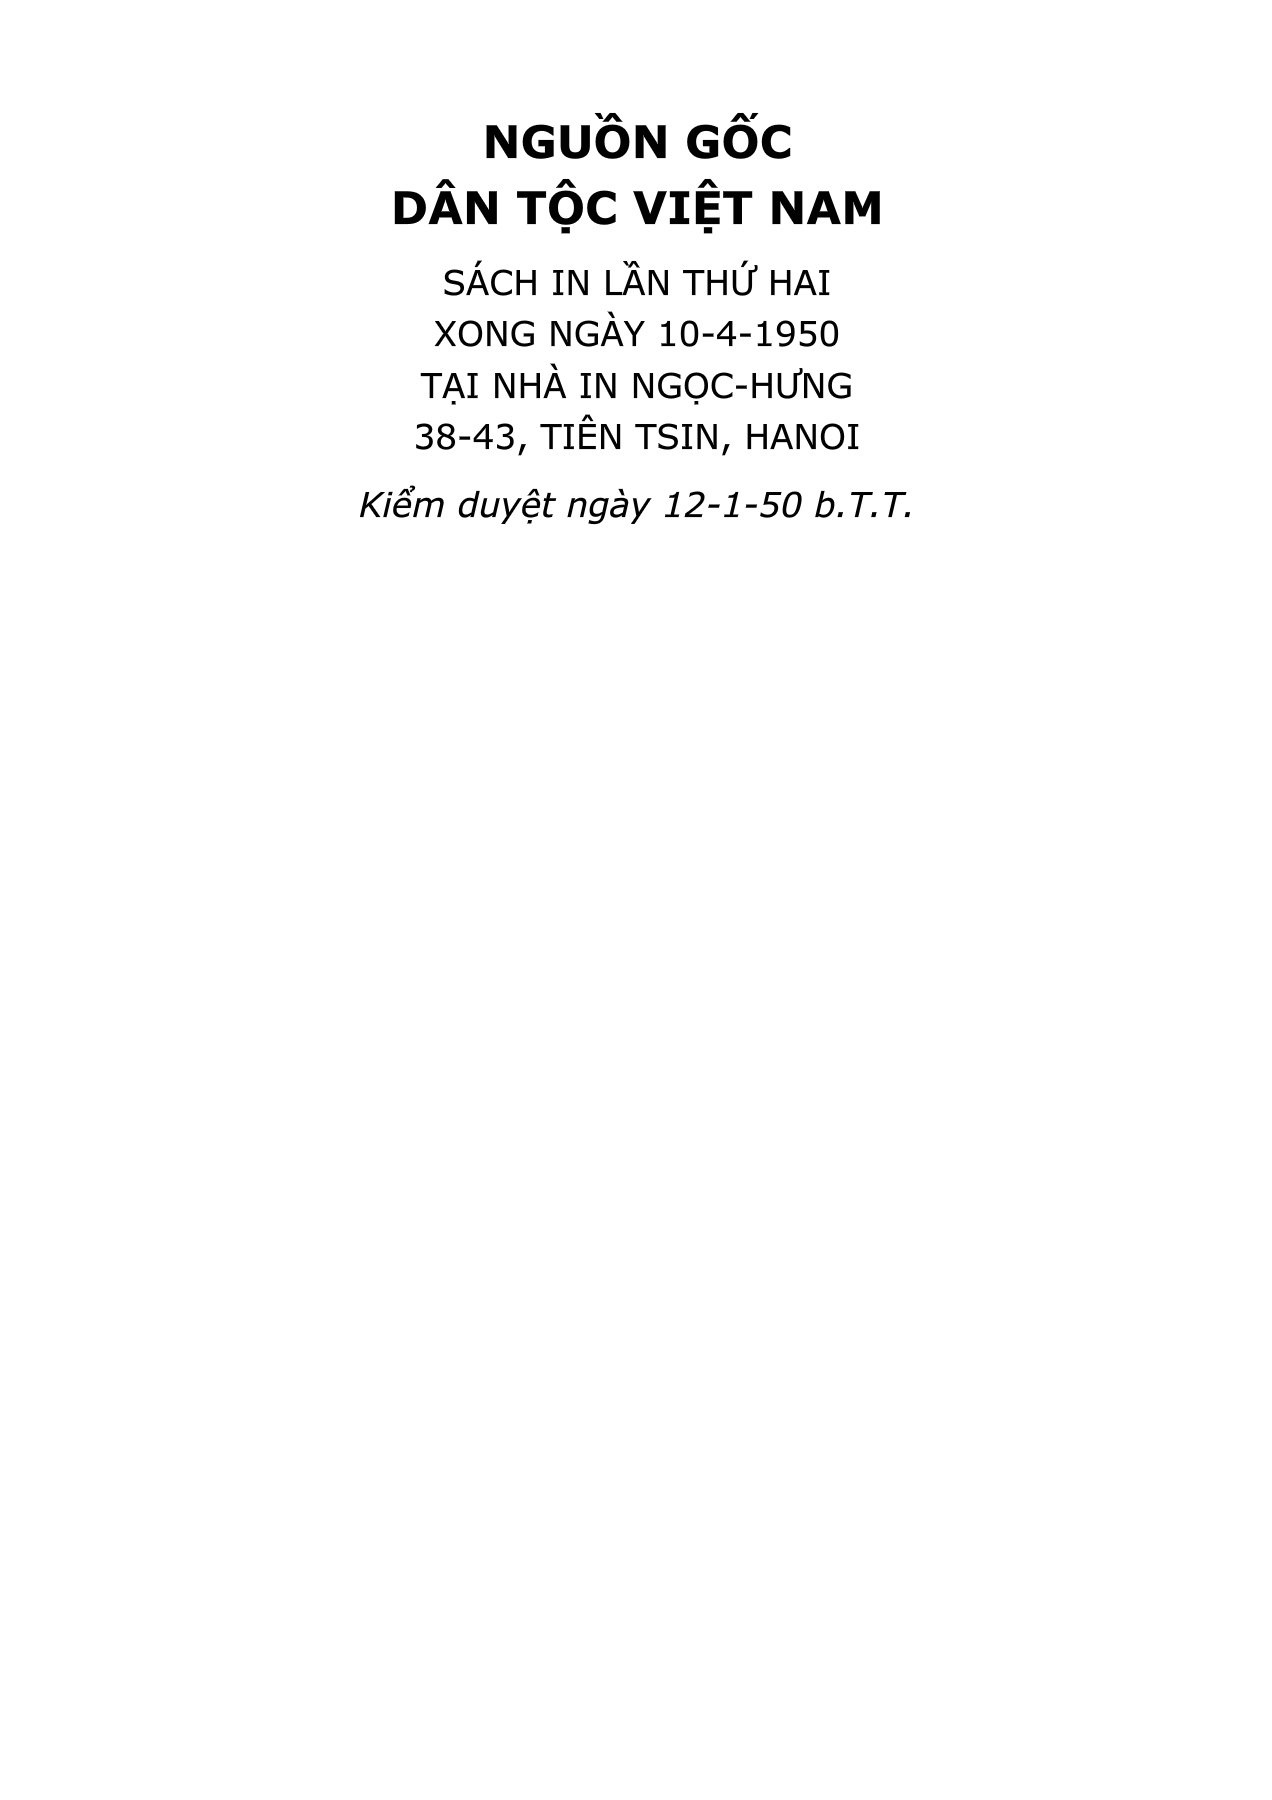 NGUỒN GỐC
DÂN TỘC VIỆT NAM
SÁCH IN LẦN THỨ HAI
XONG NGÀY 10-4-1950
TẠI NHÀ IN NGỌC-HƯNG
38-43, TIÊN TSIN, HANOI
Kiểm duyệt ngày 12-1-50 b.T.T.